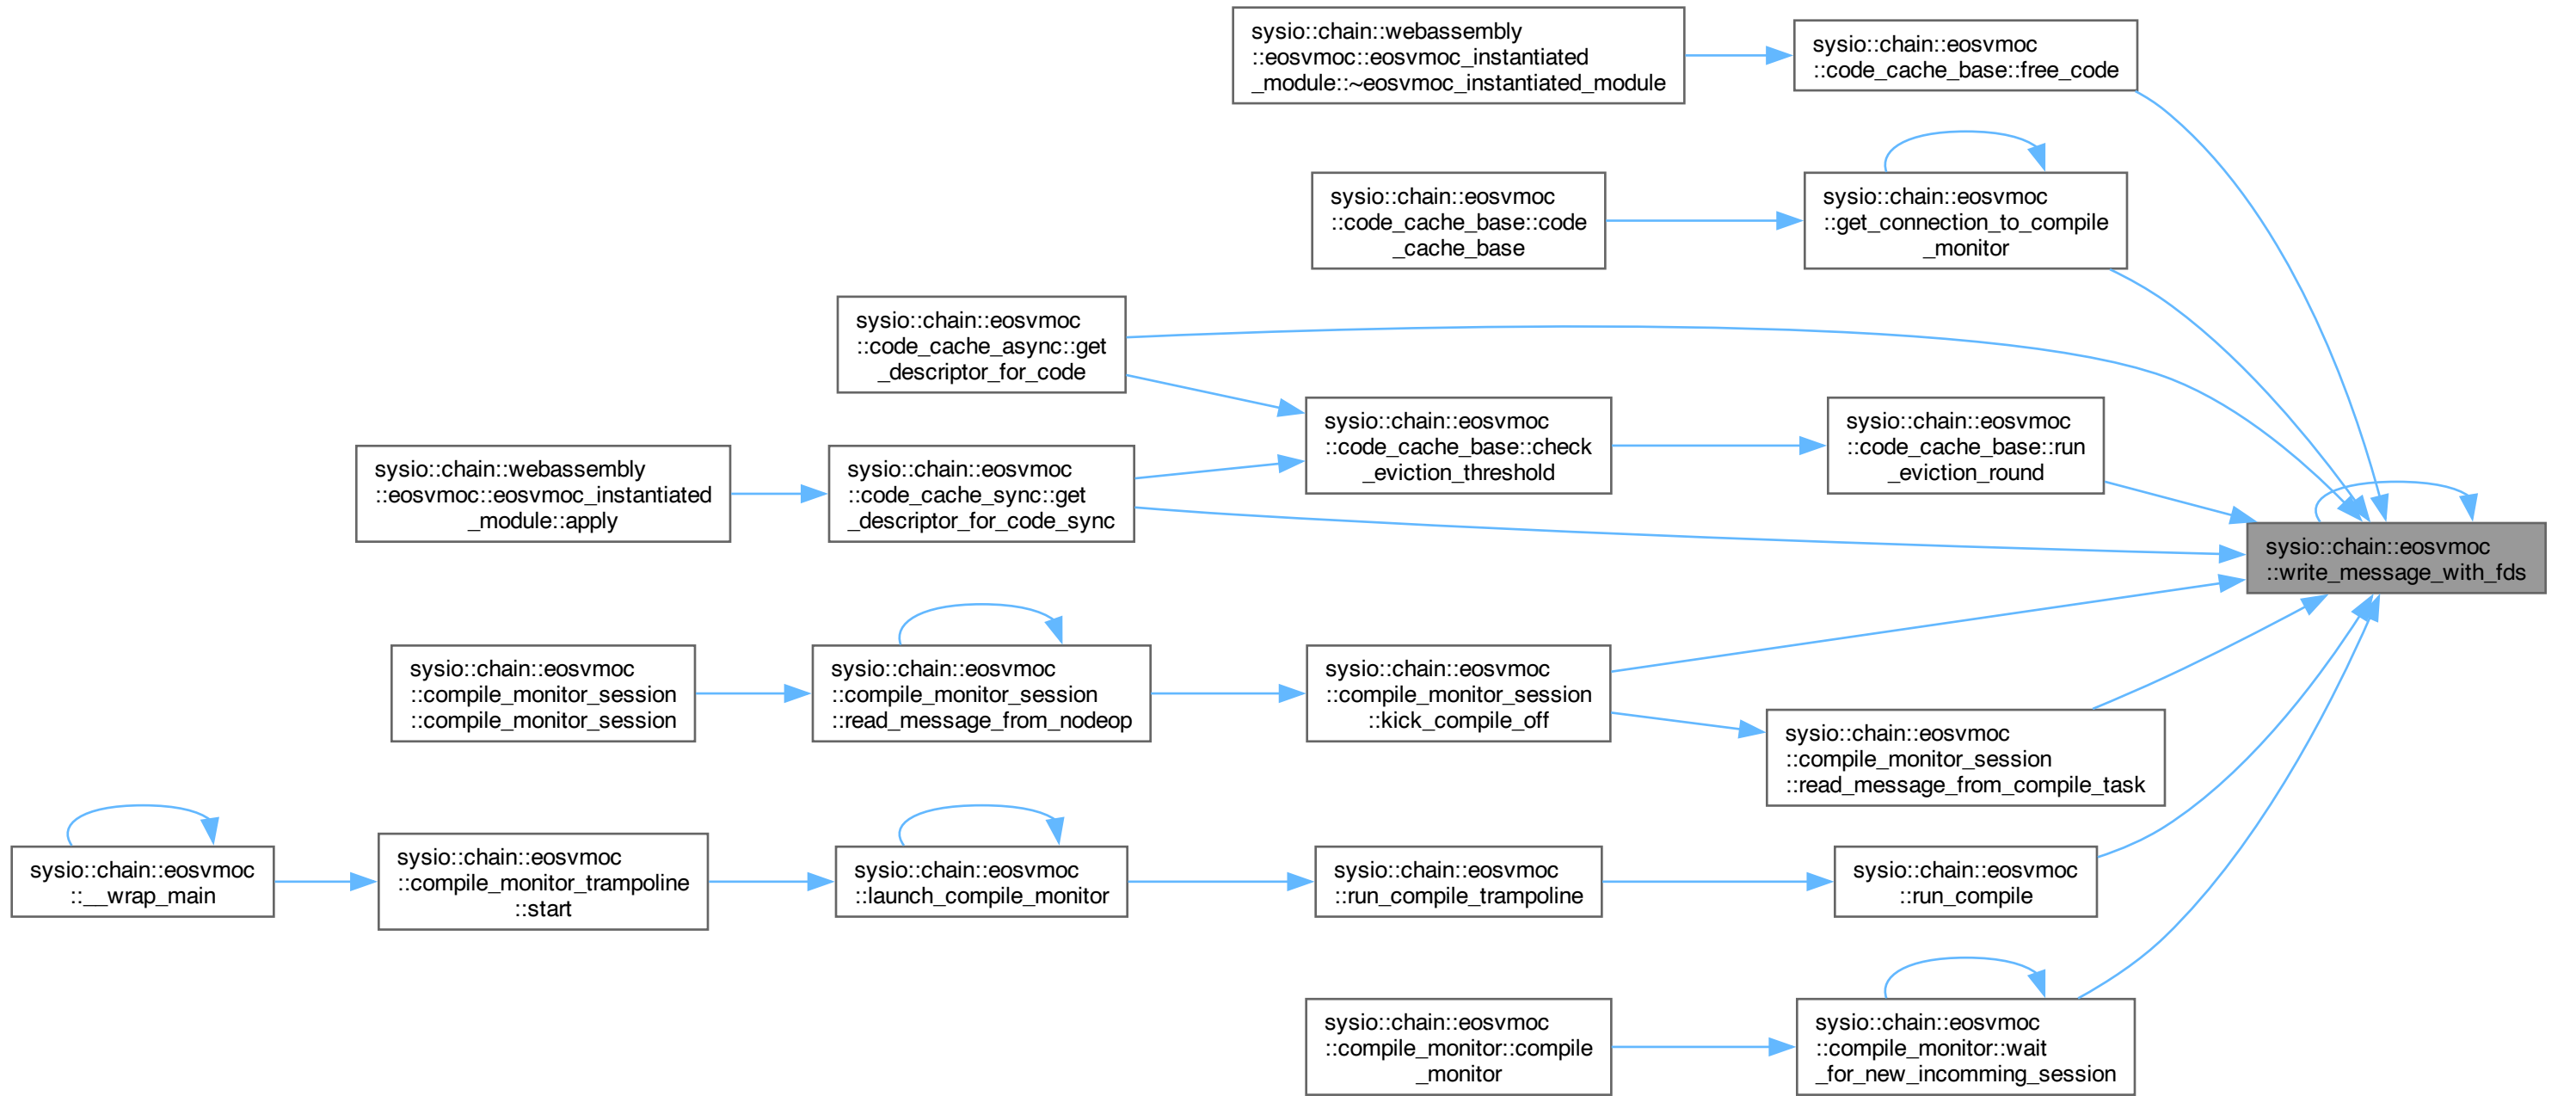 sysio::chain::webassembly
::eosvmoc::eosvmoc_instantiated
_module::~eosvmoc_instantiated_module
sysio::chain::eosvmoc
::code_cache_base::free_code
sysio::chain::eosvmoc
::code_cache_base::code
_cache_base
sysio::chain::eosvmoc
::get_connection_to_compile
_monitor
sysio::chain::eosvmoc
::code_cache_async::get
_descriptor_for_code
sysio::chain::eosvmoc
::code_cache_base::check
_eviction_threshold
sysio::chain::eosvmoc
::code_cache_base::run
_eviction_round
sysio::chain::webassembly
::eosvmoc::eosvmoc_instantiated
_module::apply
sysio::chain::eosvmoc
::code_cache_sync::get
_descriptor_for_code_sync
sysio::chain::eosvmoc
::write_message_with_fds
sysio::chain::eosvmoc
::compile_monitor_session
::compile_monitor_session
sysio::chain::eosvmoc
::compile_monitor_session
::read_message_from_nodeop
sysio::chain::eosvmoc
::compile_monitor_session
::kick_compile_off
sysio::chain::eosvmoc
::compile_monitor_session
::read_message_from_compile_task
sysio::chain::eosvmoc
::__wrap_main
sysio::chain::eosvmoc
::compile_monitor_trampoline
::start
sysio::chain::eosvmoc
::launch_compile_monitor
sysio::chain::eosvmoc
::run_compile_trampoline
sysio::chain::eosvmoc
::run_compile
sysio::chain::eosvmoc
::compile_monitor::compile
_monitor
sysio::chain::eosvmoc
::compile_monitor::wait
_for_new_incomming_session